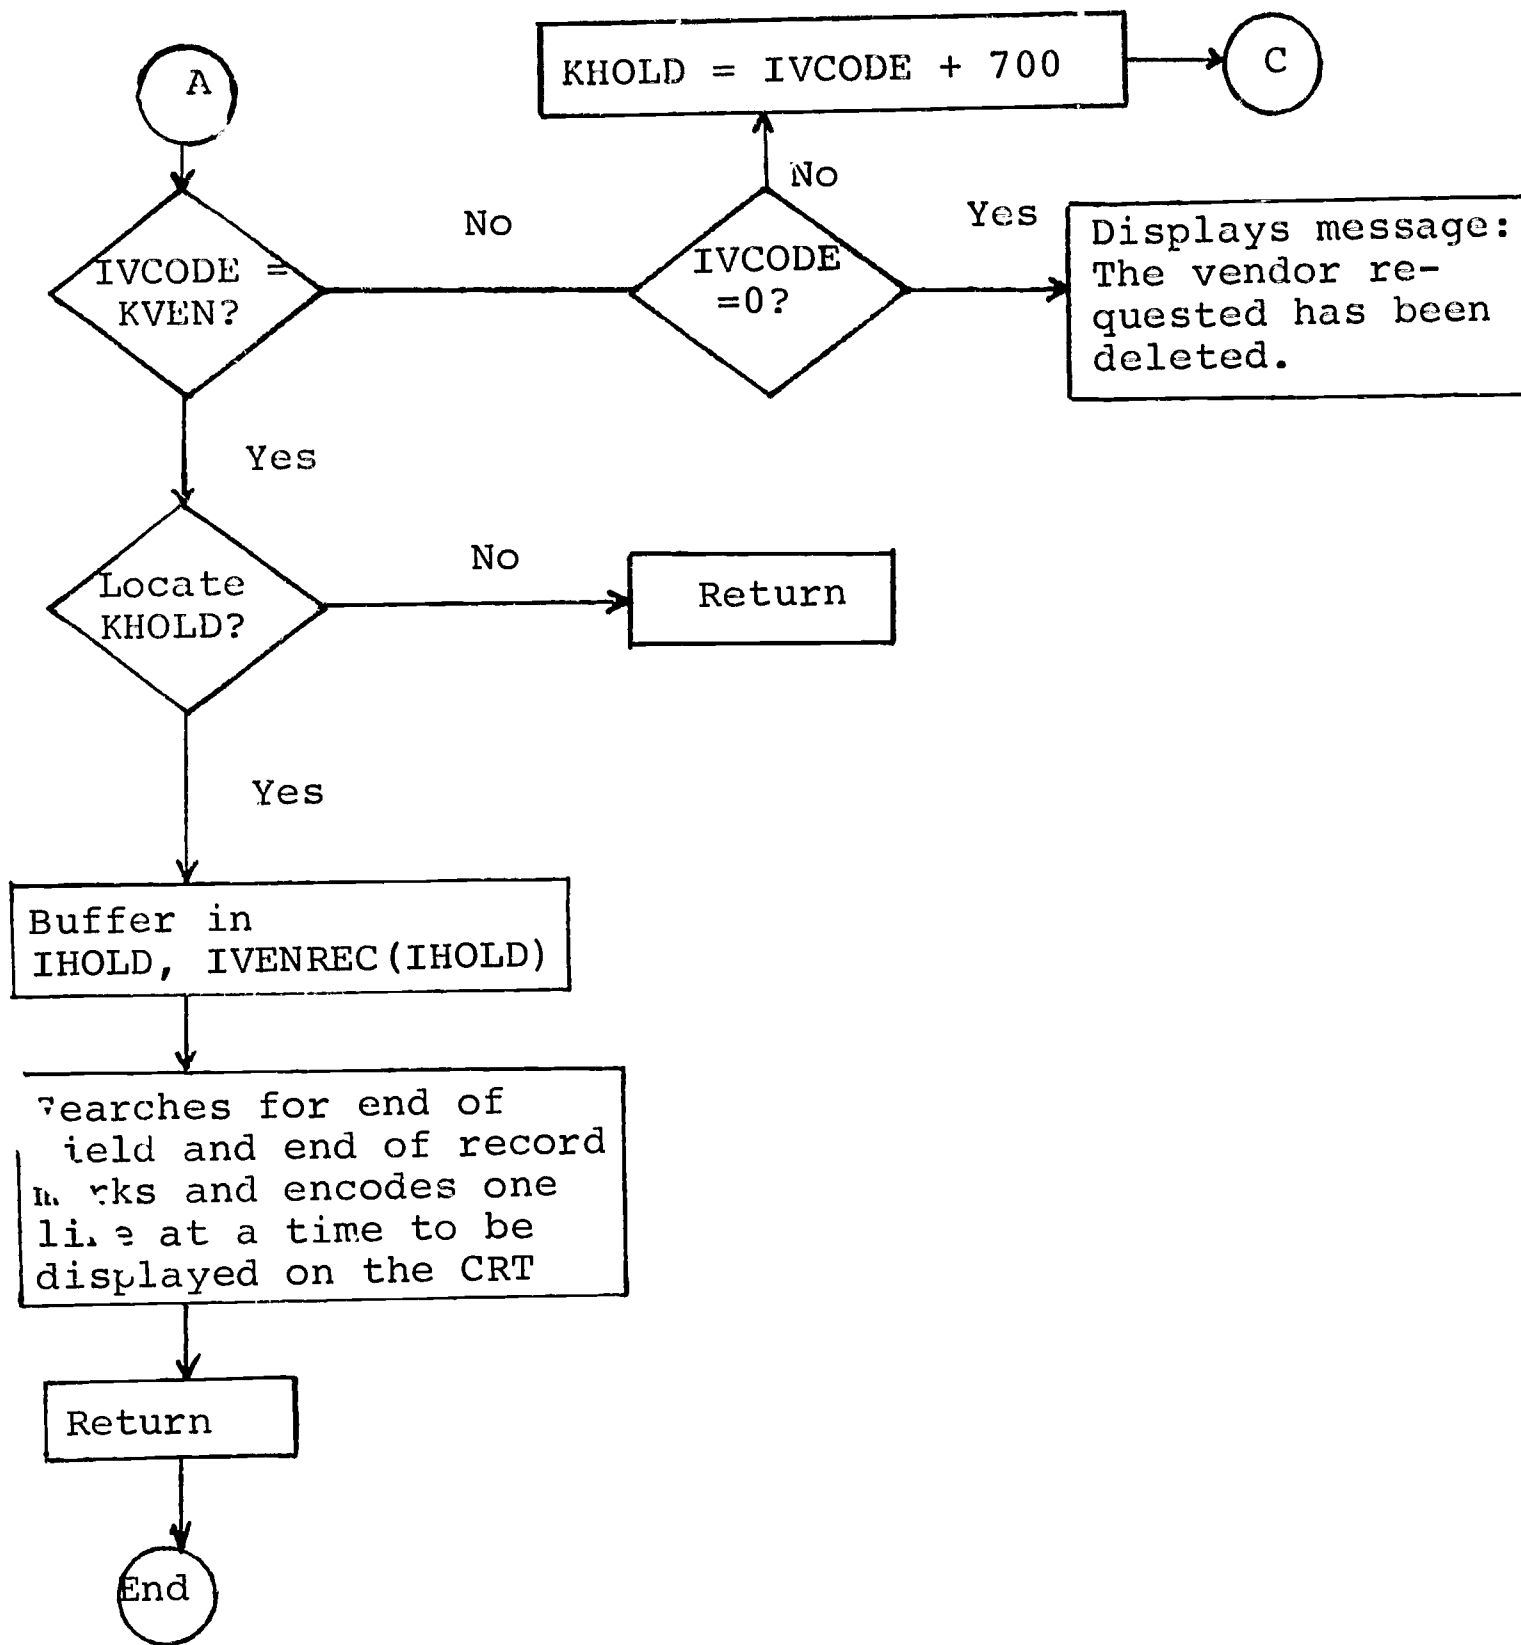 A
KHOLD = IVCODE + 700
C
No
No
Yes
IVCODE =
KVEN?
IVCODE
=0?
Displays message:
The vendor re-
quested has been
deleted.
Yes
Locate
KHOLD?
No
Return
Yes
Buffer in
IHOLD, IVENREC(IHOLD)
earches for end of
ield and end of record
rks and encodes one
at a time to be
displayed on the CRT
Return
End